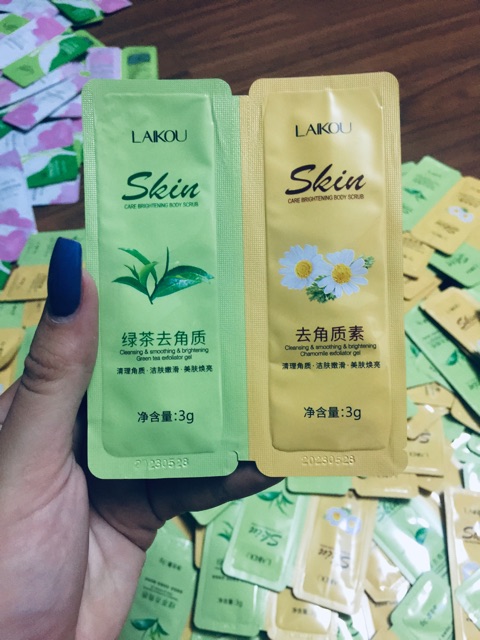 LAIKOU
Skin
CARE BRIGHTENING BODY SCRUB
绿茶去角质
Cleansing & smoothing & brightening
Green tea exfoliator gel
清理角质·洁肤嫩滑·美肤焕亮
净含量:3g
20230528
LAIKOU
Skin
CARE BRIGHTENING BODY SCRUB
去角质素
Cleansing & smoothing & brightening
Chamomile exfoliator gel
清理角质·洁肤嫩滑·美肤焕亮
净含量:3g
20230528